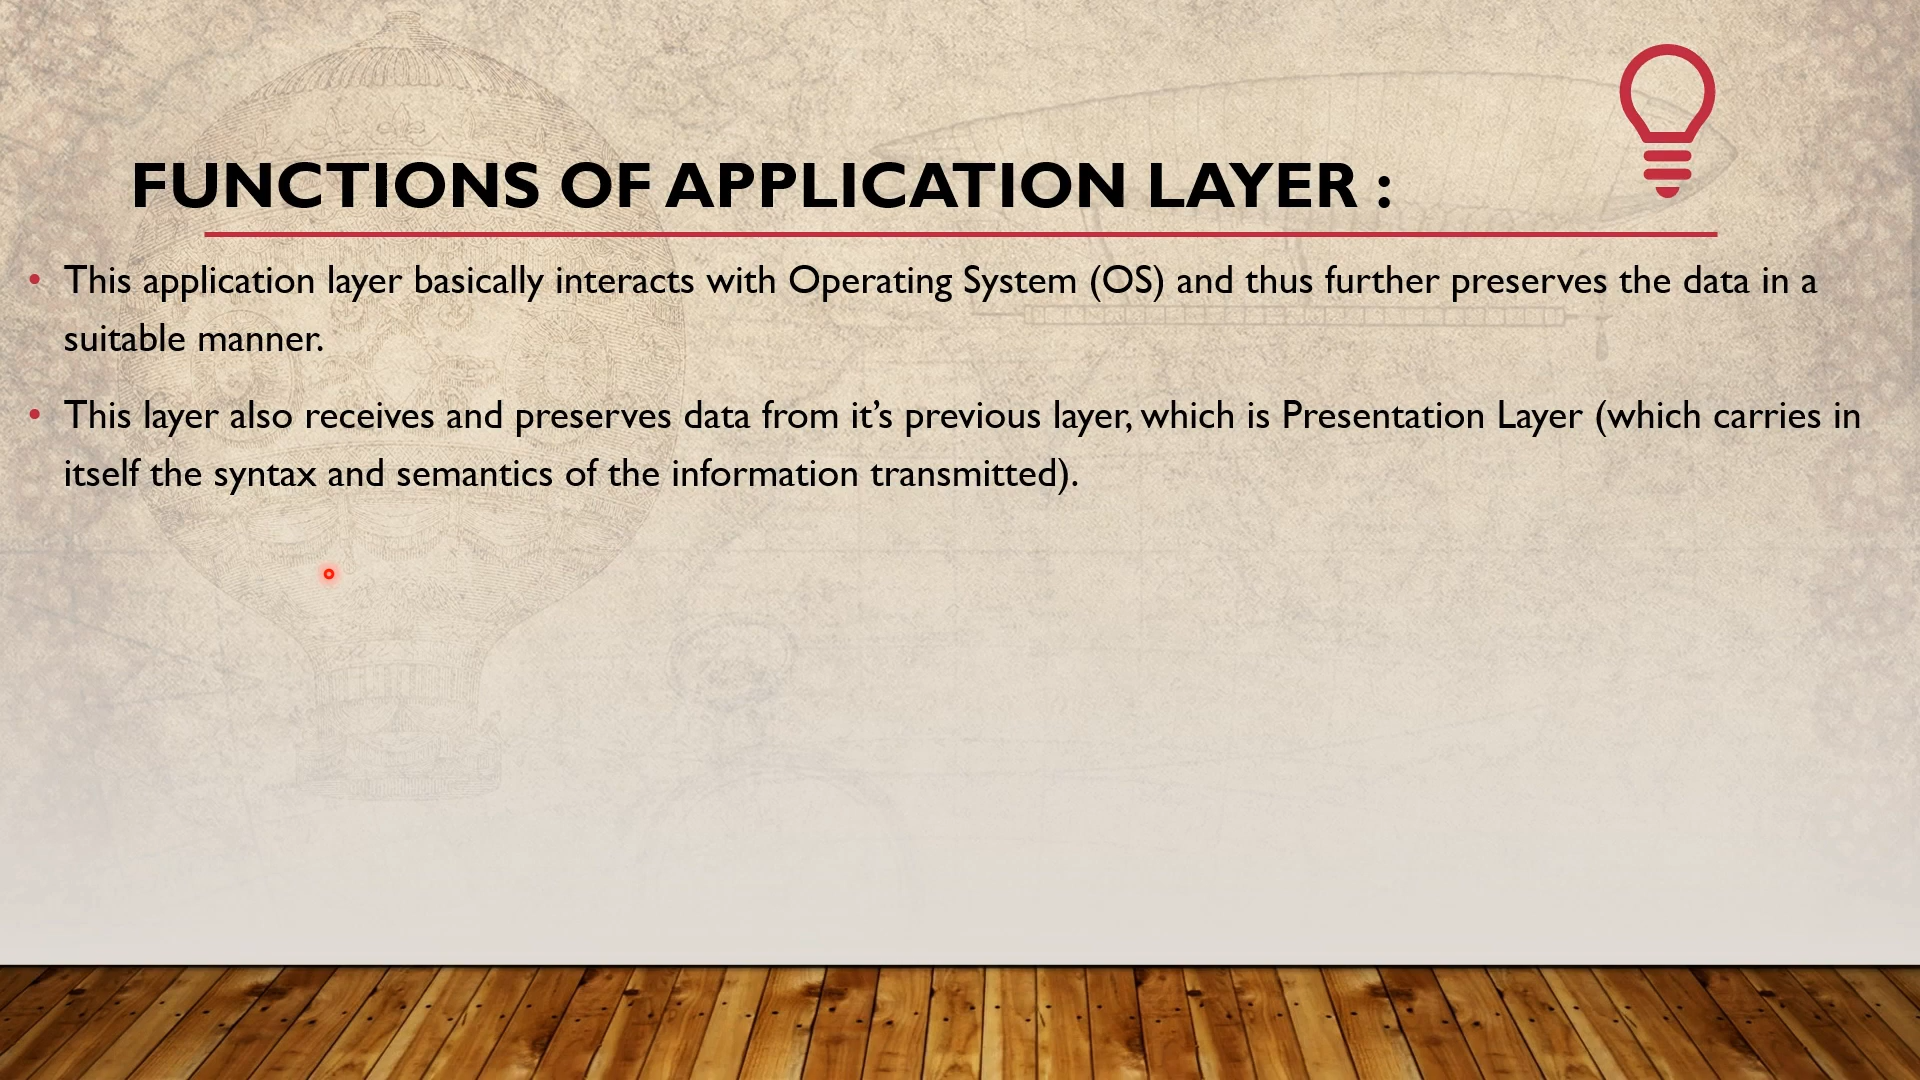 FUNCTIONS OF APPLICATION LAYER :
• This application layer basically interacts with Operating System (OS) and thus further preserves the data in a
suitable manner.
• This layer also receives and preserves data from it’s previous layer, which is Presentation Layer (which carries in
itself the syntax and semantics of the information transmitted).